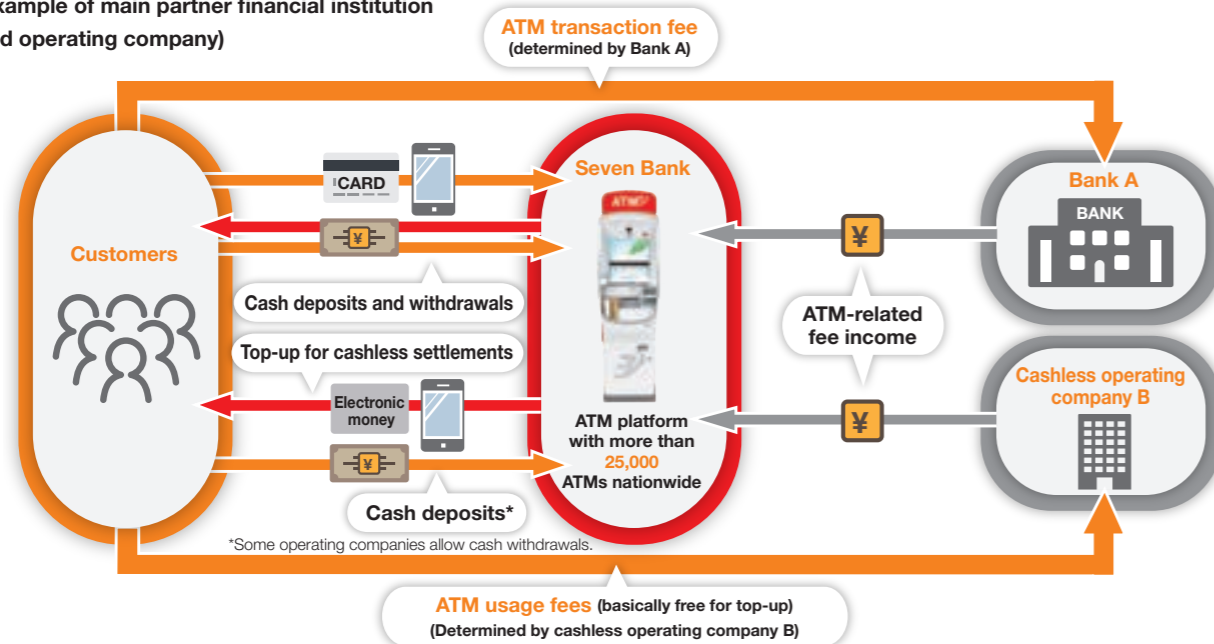 xample of main partner financial institution
d operating company)
ATM transaction fee
(determined by Bank A)
Customers
CARD
¥
Cash deposits and withdrawals
Top-up for cashless settlements
Electronic
money
¥
Cash deposits*
*Some operating companies allow cash withdrawals.
Seven Bank
ATM
ATM platform
with more than
25,000
ATMs nationwide
¥
ATM-related
fee income
¥
Bank A
BANK
Cashless operating
company B
ATM usage fees (basically free for top-up)
(Determined by cashless operating company B)